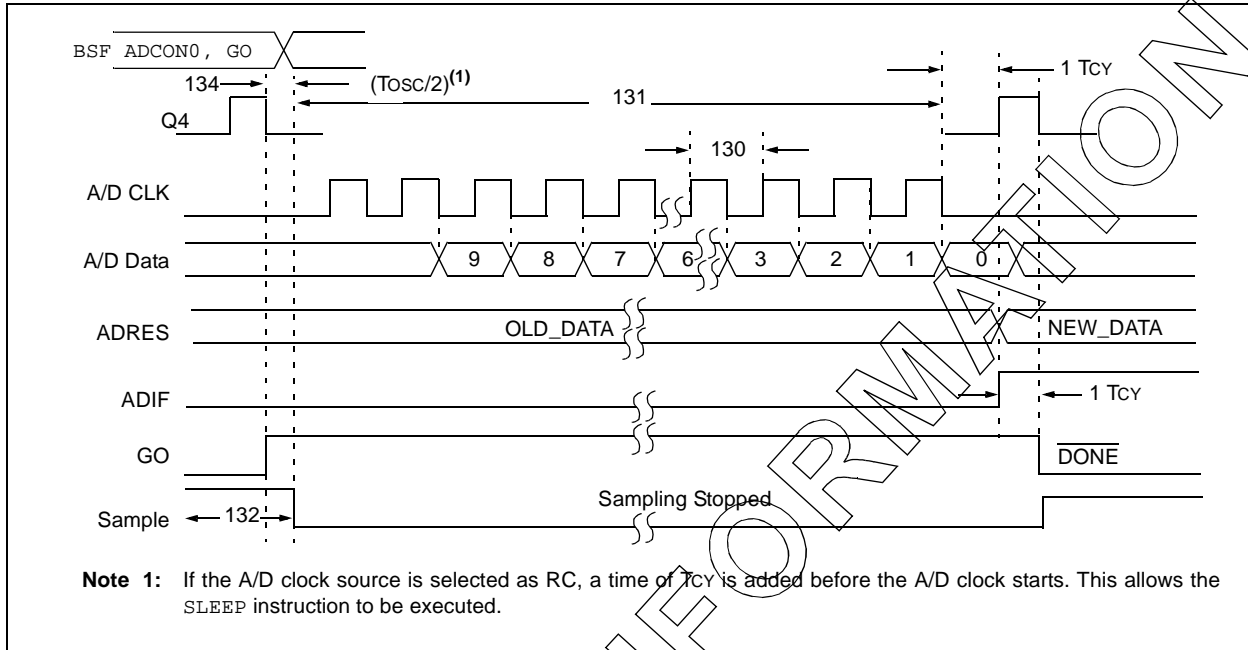 BSF ADCON0, GO
134
(TOSC/2)(1)
131
1 TCY
Q4
130
A/D CLK
A/D Data
9 8 7 6 3 2 1 0
ADRES
OLD_DATA
NEW_DATA
ADIF
1 TCY
GO
DONE
Sampling Stopped
Sample
132
Note 1: If the A/D clock source is selected as RC, a time of TCY is added before the A/D clock starts. This allows the
SLEEP instruction to be executed.
NFORMATION